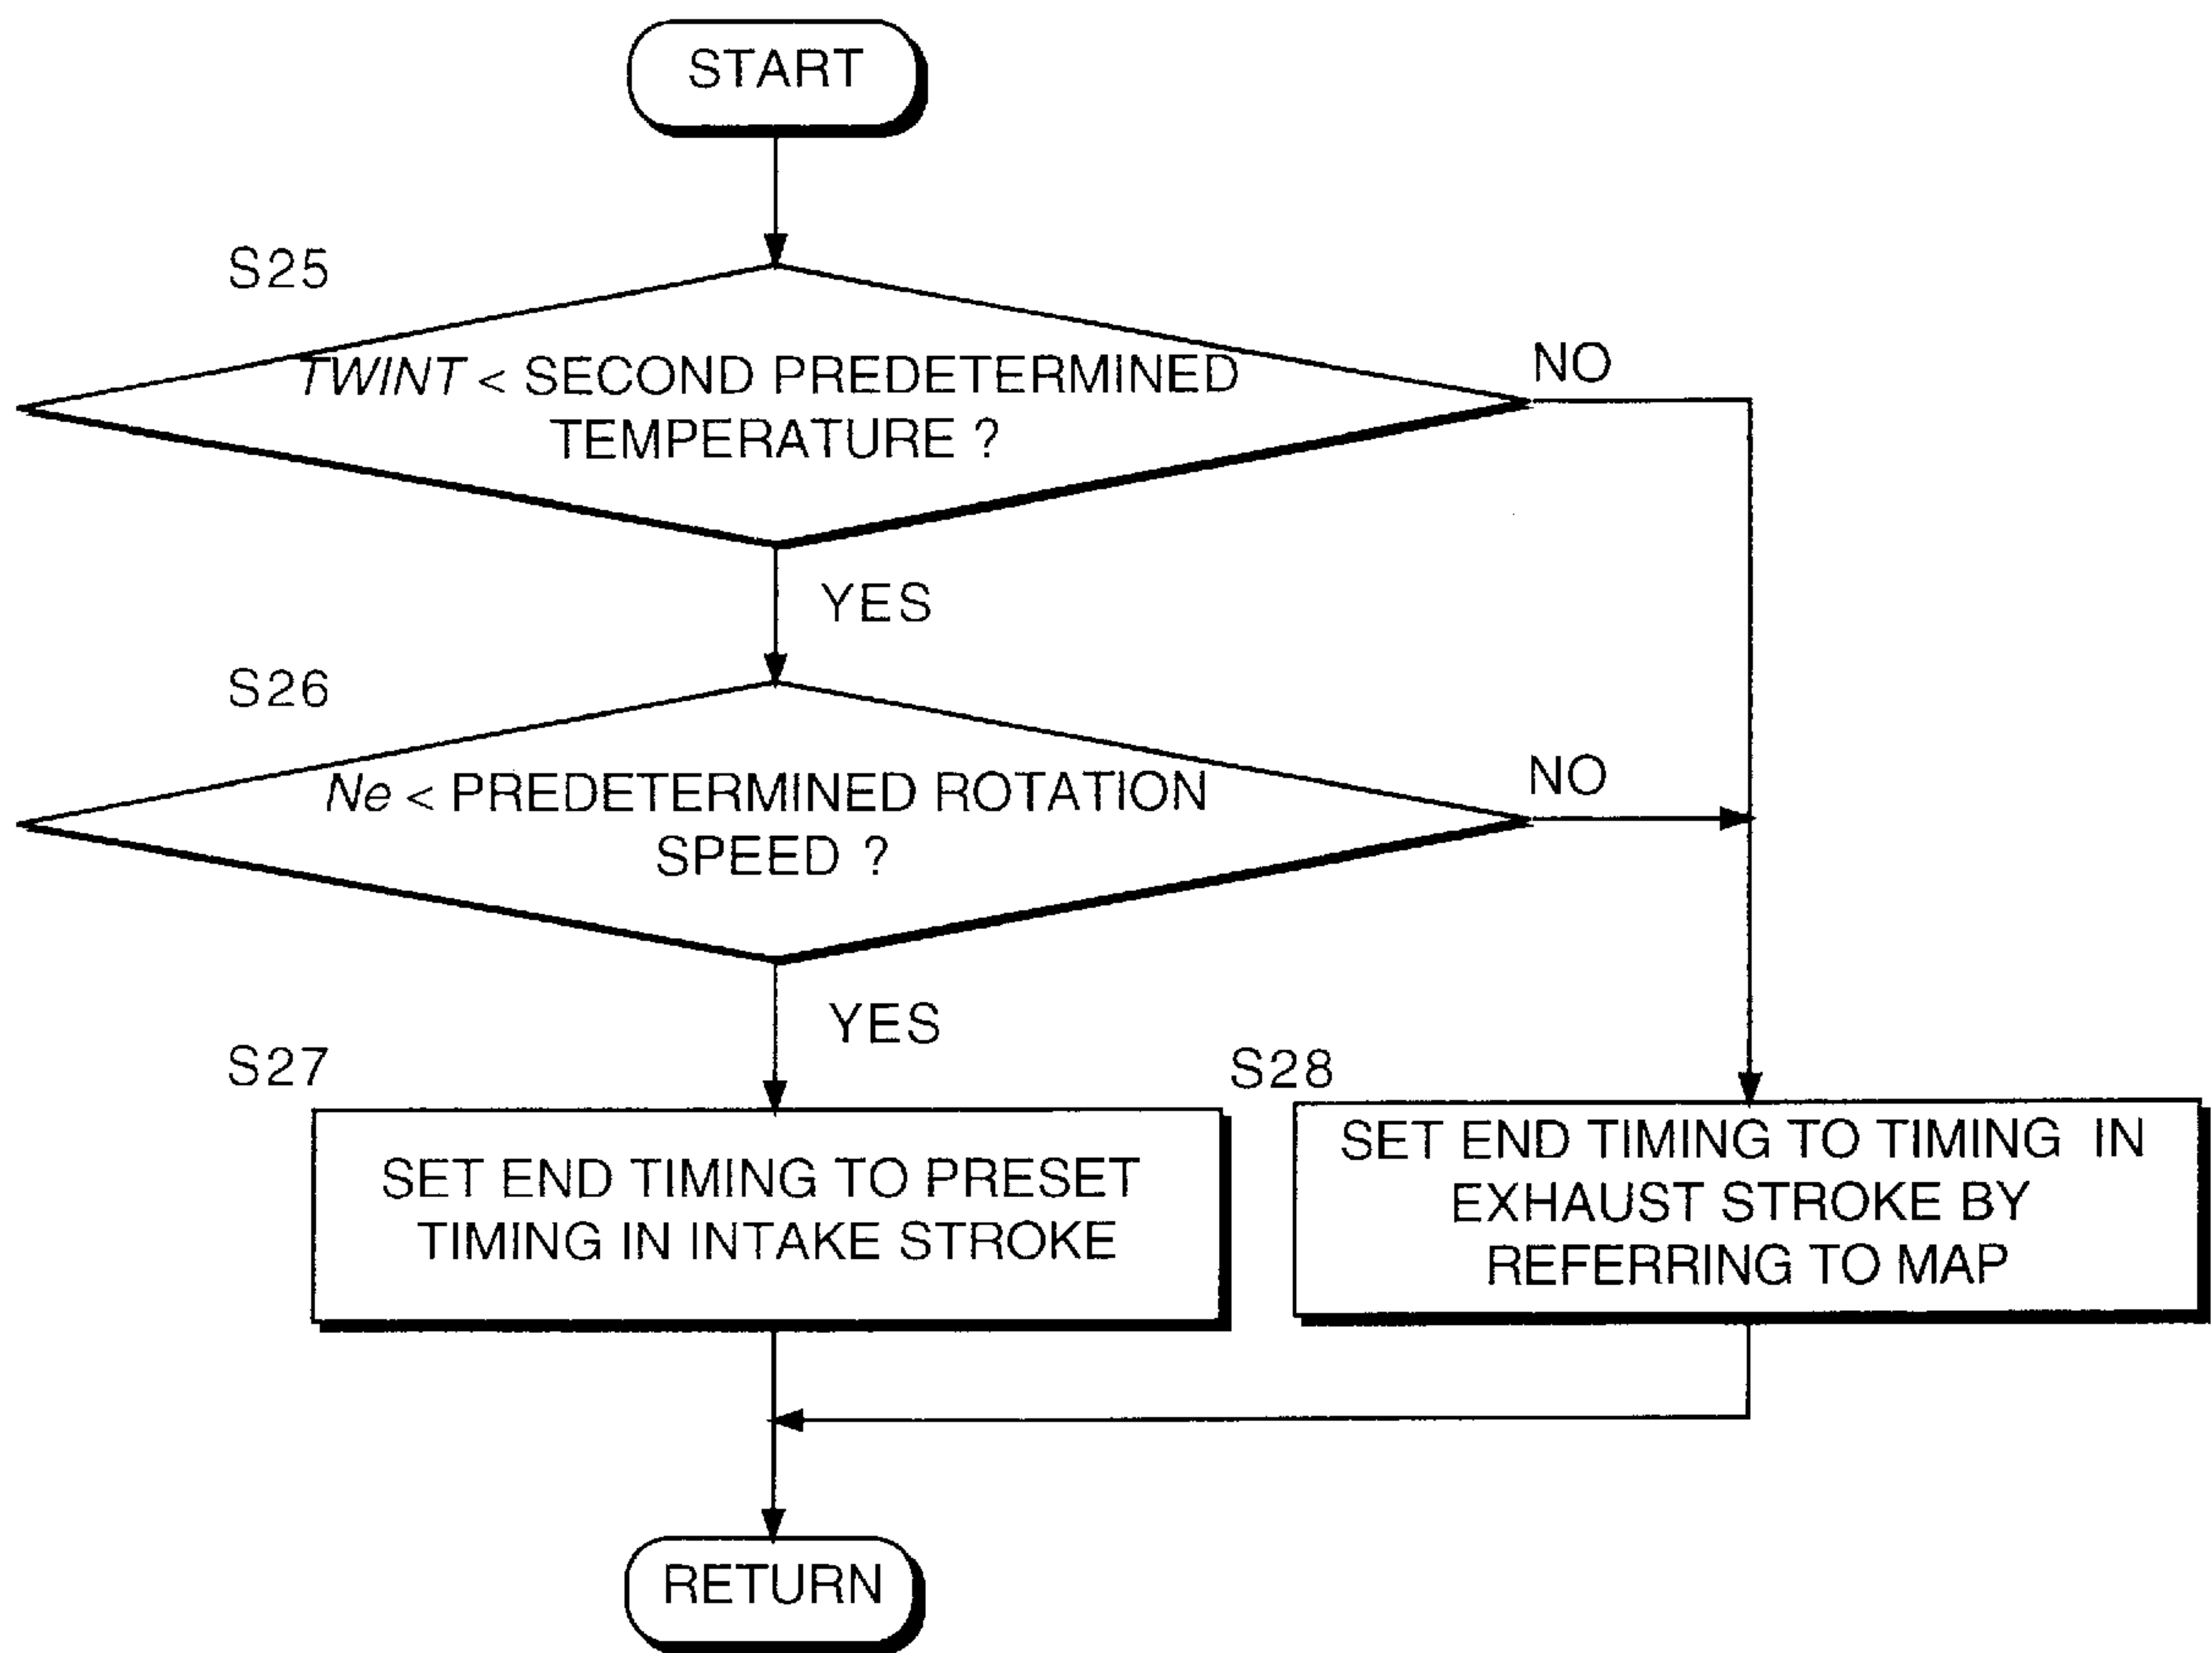 START
S25
TWINT < SECOND PREDETERMINED
TEMPERATURE ?
NO
YES
S26
Ne < PREDETERMINED ROTATION
SPEED ?
NO
YES
S27
SET END TIMING TO PRESET
TIMING IN INTAKE STROKE
S28
SET END TIMING TO TIMING IN
EXHAUST STROKE BY
REFERRING TO MAP
RETURN